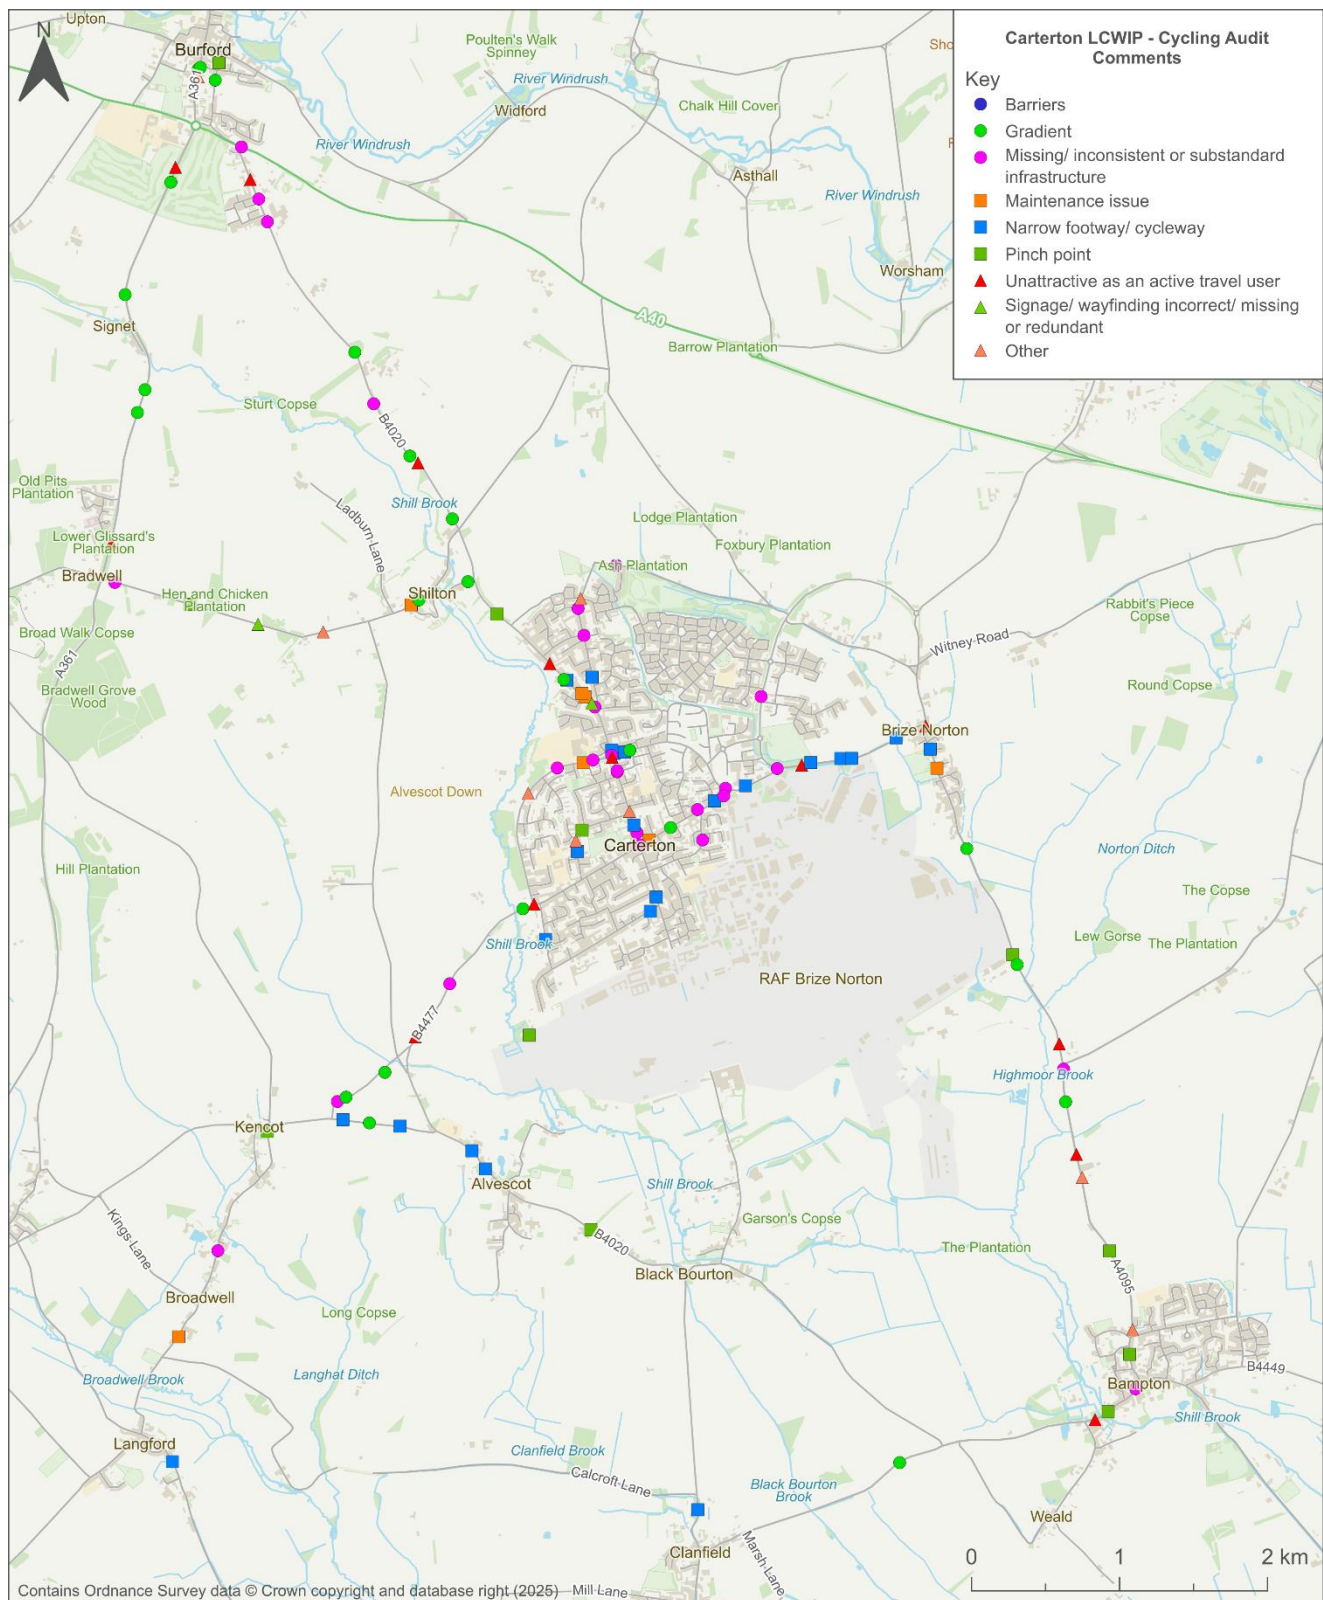 Upton
N
Burford
A361
Poulten's Walk
Spinney
River Windrush
Widford
Chalk Hill Cover
River Windrush
Asthall
River Windrush
Worsham
Sho
F
Carterton LCWIP - Cycling Audit
Comments
Key
Barriers
Gradient
Missing/ inconsistent or substandard
infrastructure
Maintenance issue
Narrow footway/ cycleway
Pinch point
Unattractive as an active travel user
Signage/ wayfinding incorrect/ missing
or redundant
Other
A40
Signet
Barrow Plantation
Sturt Copse
B4020
Old Pits
Plantation
Shill Brook
Ladburn Lane
Lodge Plantation
Lower Glissard's
Plantation
Foxbury Plantation
Ash Plantation
Bradwell
Hen and Chicken
Plantation
Shilton
Rabbit's Piece
Copse
Broad Walk Copse
Witney Road
A361
Bradwell Grove
Wood
Round Copse
Brize Norton
Alvescot Down
Carterton
Norton Ditch
Hill Plantation
The Copse
Lew Gorse
The Plantation
Shill Brook
RAF Brize Norton
B4477
Highmoor Brook
Kencot
Alvescot
Shill Brook
Garson's Copse
Kings Lane
B4020
The Plantation
Black Bourton
A4095
Broadwell
Long Copse
Broadwell Brook
Langhat Ditch
B4449
Bampton
Shill Brook
Langford
Clanfield Brook
Calcroft Lane
Black Bourton
Brook
Weald
Clanfield
Marsh Lane
Mill Lane
0 1 2 km
Contains Ordnance Survey data © Crown copyright and database right (2025)